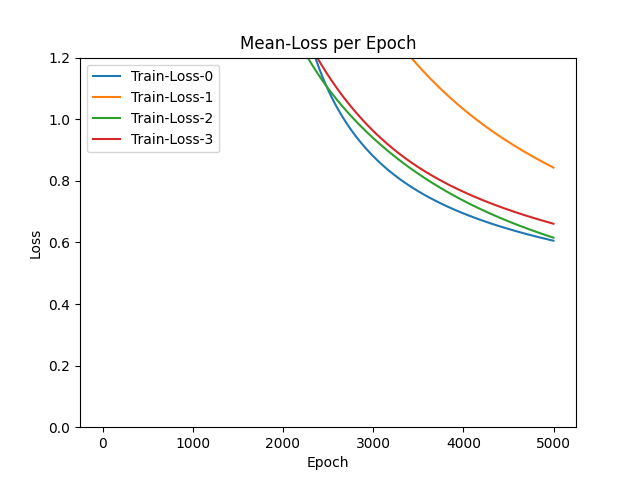 Mean-Loss per Epoch
Train-Loss-0
Train-Loss-1
Train-Loss-2
Train-Loss-3
1.2
1.0
0.8
0.6
0.4
0.2
0.0
Loss
0 1000 2000 3000 4000 5000
Epoch